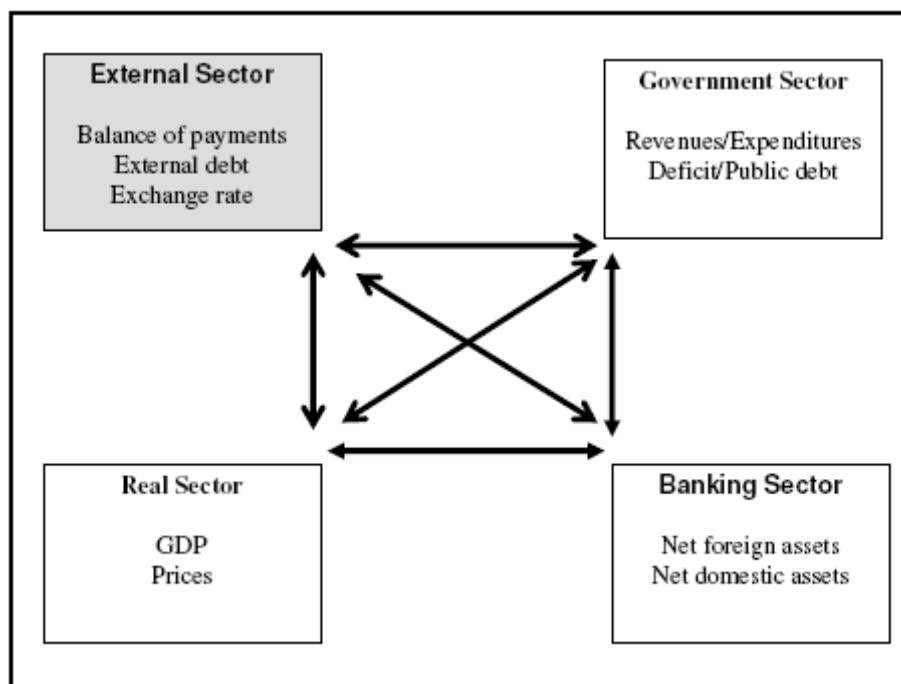 External Sector
Balance of payments
External debt
Exchange rate
Government Sector
Revenues/Expenditures
Deficit/Public debt
Real Sector
GDP
Prices
Banking Sector
Net foreign assets
Net domestic assets